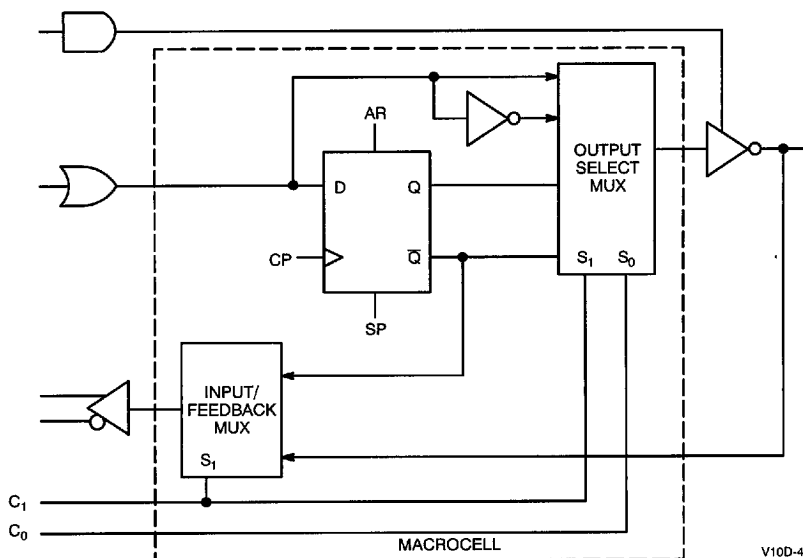 AR
OUTPUT
SELECT
MUX
D
Q
CP
Q̅
S₁ S₀
SP
INPUT/
FEEDBACK
MUX
S₁
C₁
C₀
MACROCELL
V10D-4